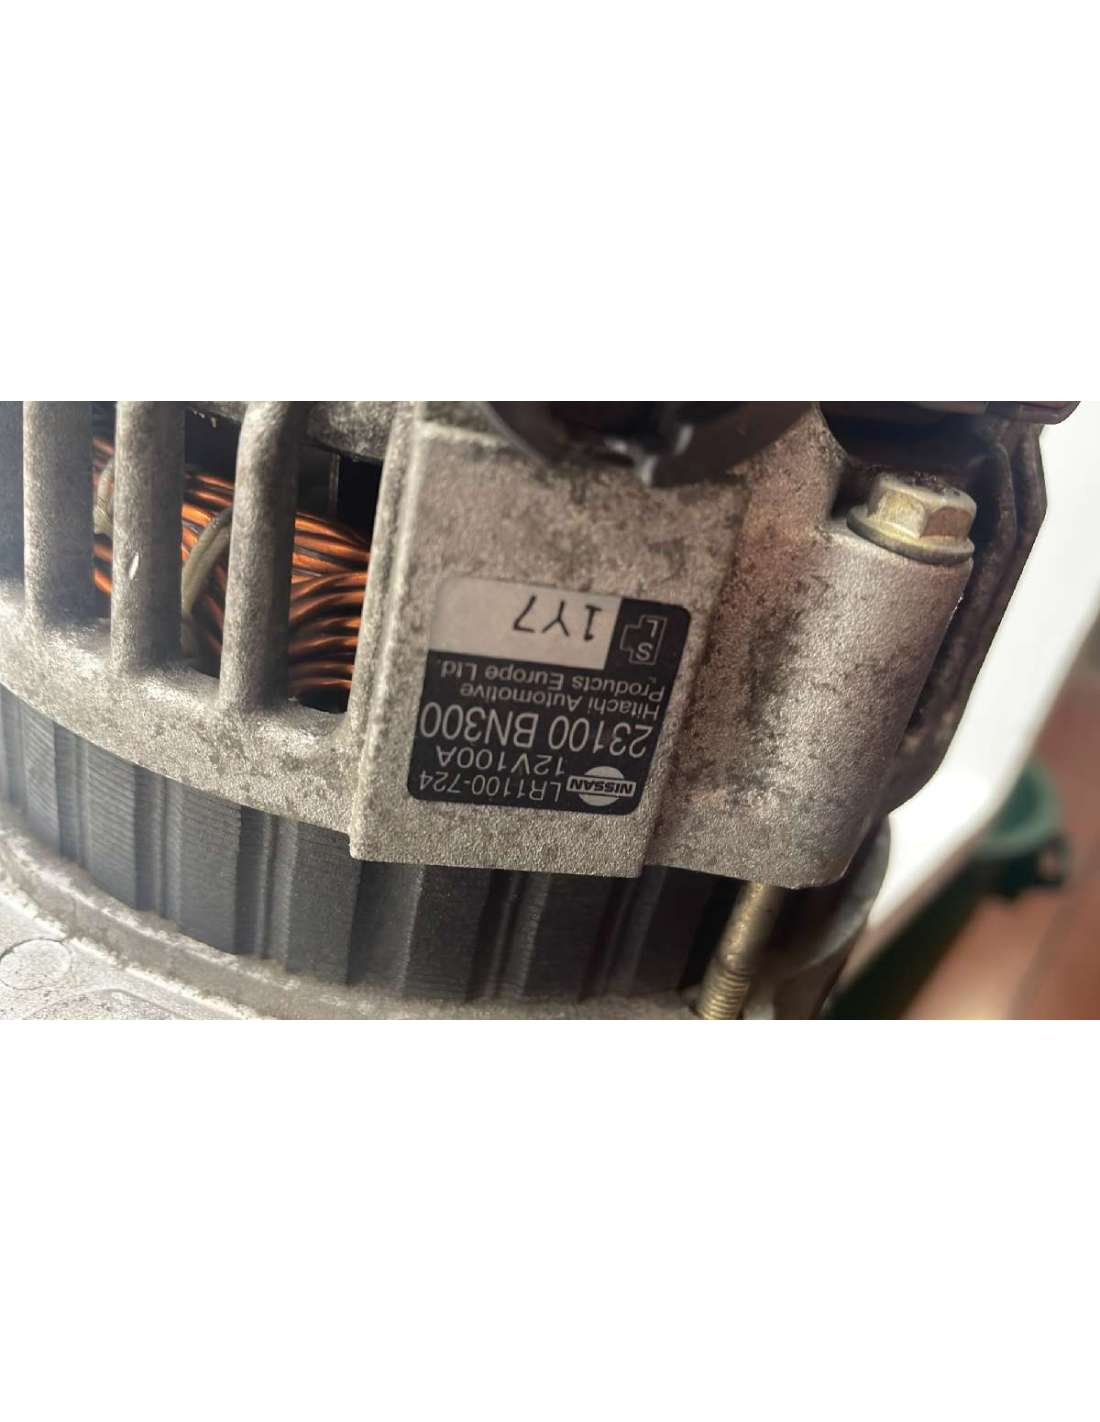 NISSAN
LR1100-724
12V100A
23100 BN300
Hitachi Automotive
Products Europe Ltd.
S
L
1Y7